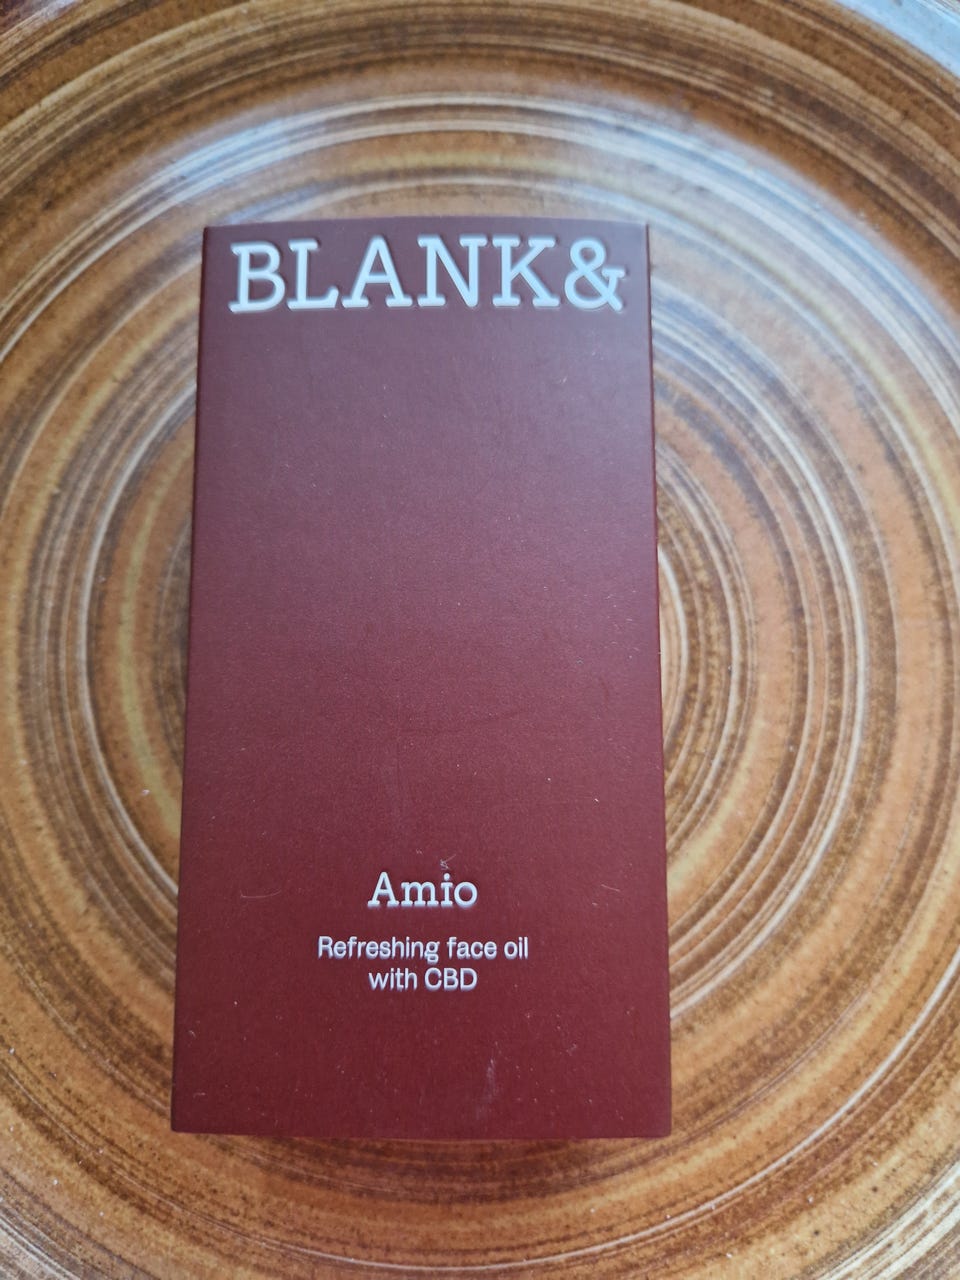 BLANK&
Amio
Refreshing face oil
with CBD